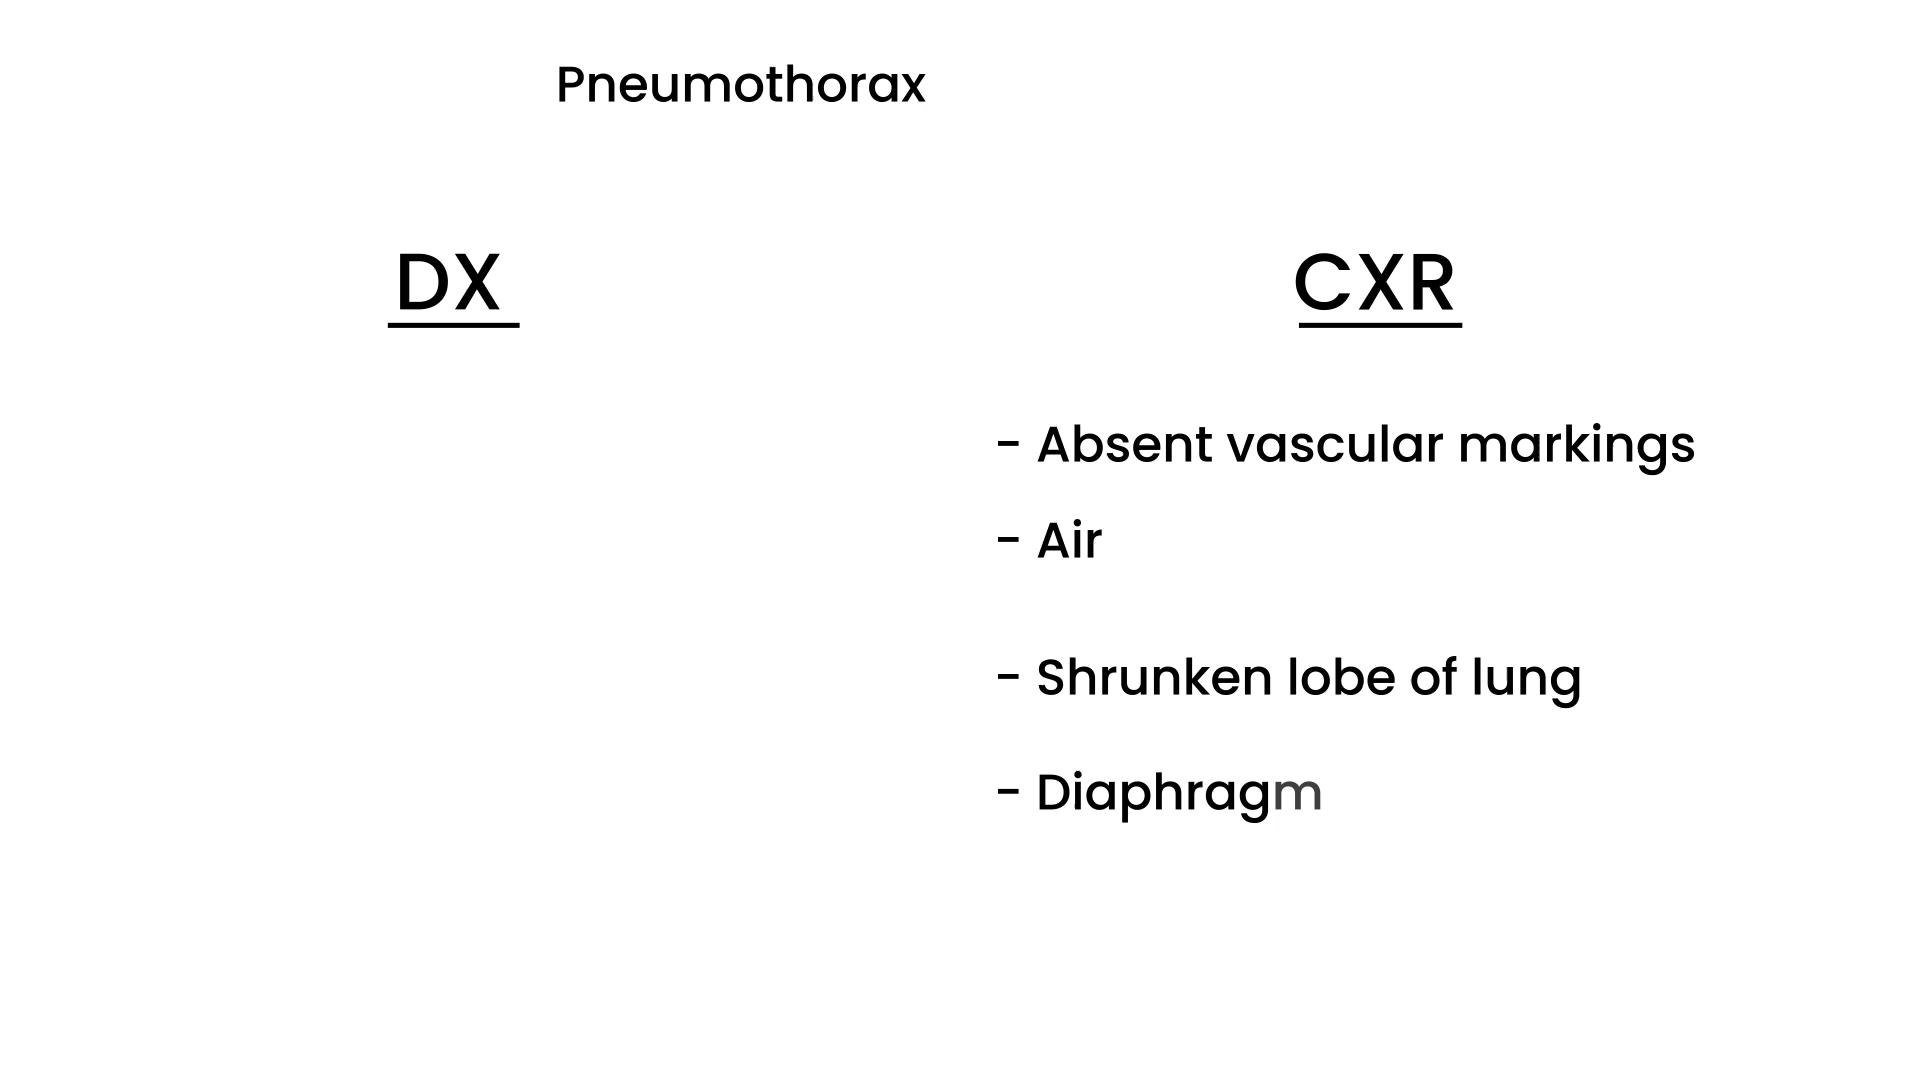 Pneumothorax
DX
CXR
- Absent vascular markings
- Air
- Shrunken lobe of lung
- Diaphragm